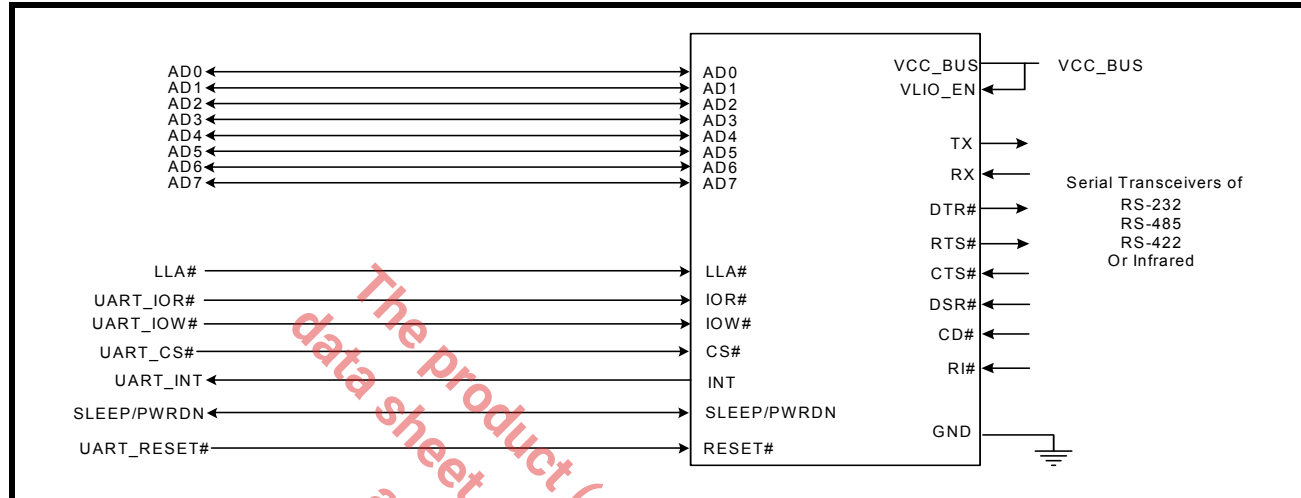 AD0 AD0
AD1 AD1
AD2 AD2
AD3 AD3
AD4 AD4
AD5 AD5
AD6 AD6
AD7 AD7
LLA# LLA#
UART_IOR# IOR#
UART_IOW# IOW#
UART_CS# CS#
UART_INT INT
SLEEP/PWRDN SLEEP/PWRDN
UART_RESET# RESET#
VCC_BUS VCC_BUS
VLIO_EN
TX
RX
DTR#
RTS#
CTS#
DSR#
CD#
RI#
GND
Serial Transceivers of
RS-232
RS-485
RS-422
Or Infrared
The product (
data sheet